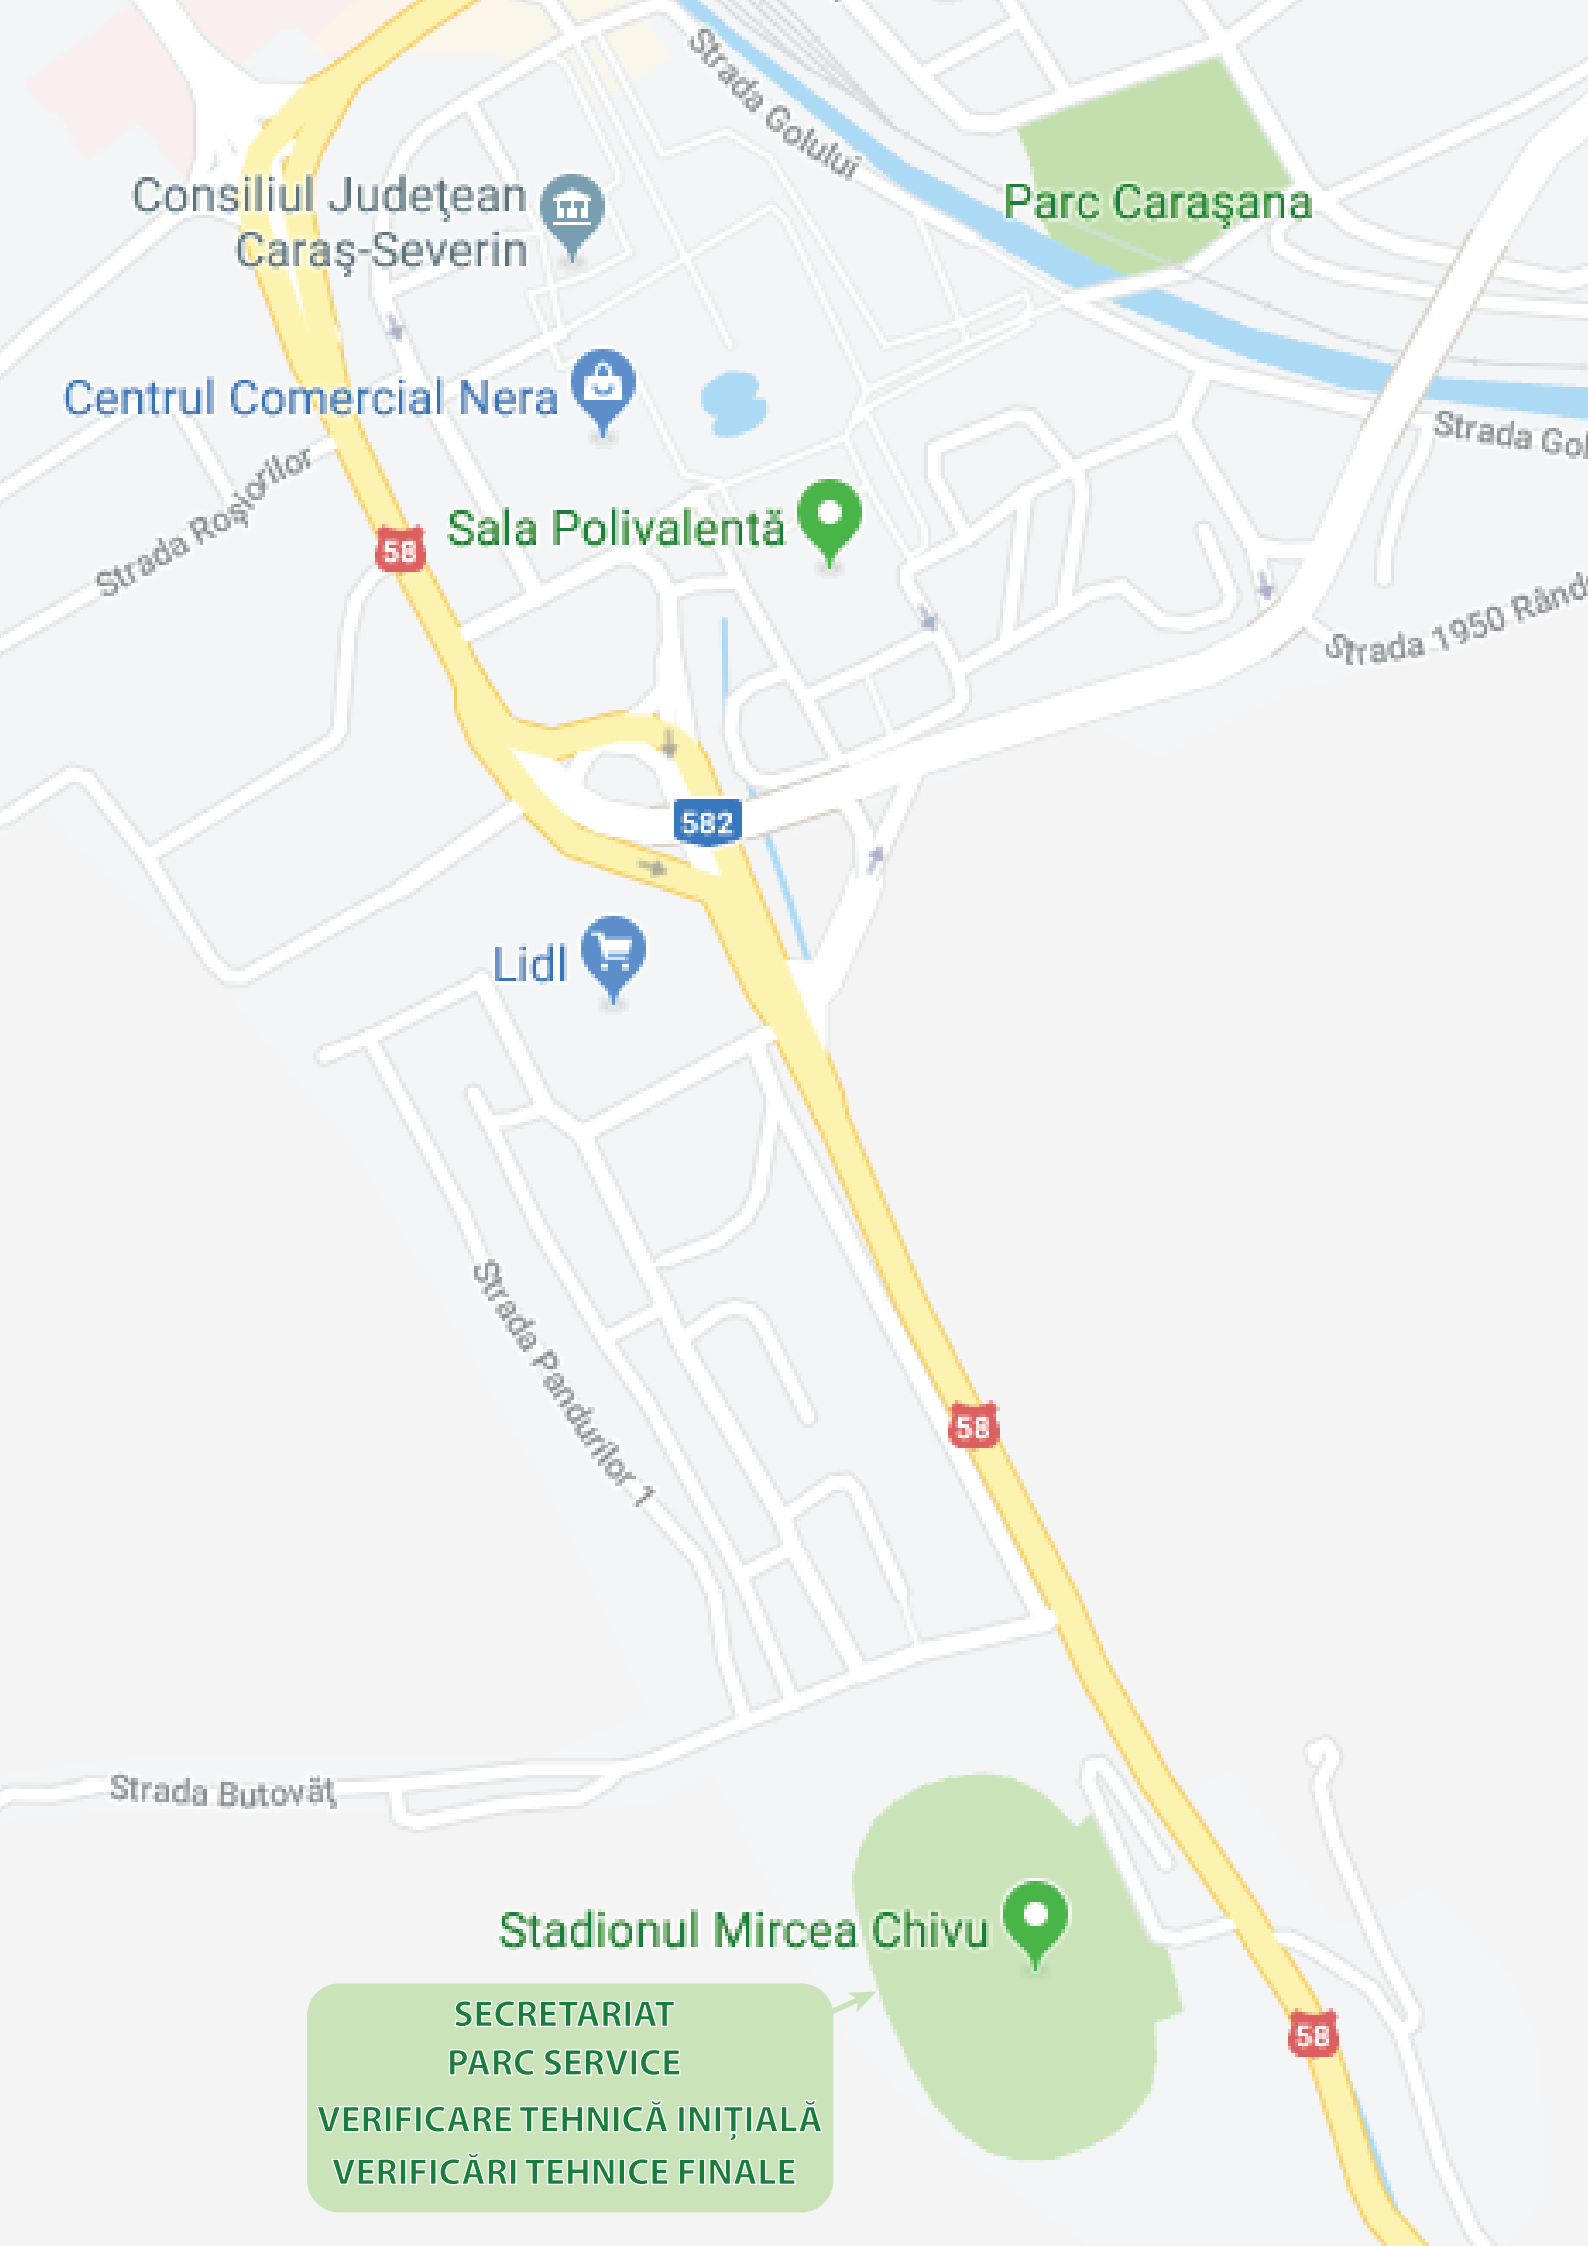 Strada Golului
Consiliul Județean
Caraș-Severin
Parc Carașana
Centrul Comercial Nera
Strada Gol
Strada Roșiorilor
Sala Polivalentă
58
Strada 1950 Rând
582
Lidl
Strada Pandurilor 1
58
Strada Butovăț
Stadionul Mircea Chivu
SECRETARIAT
PARC SERVICE
VERIFICARE TEHNICĂ INIȚIALĂ
VERIFICĂRI TEHNICE FINALE
58